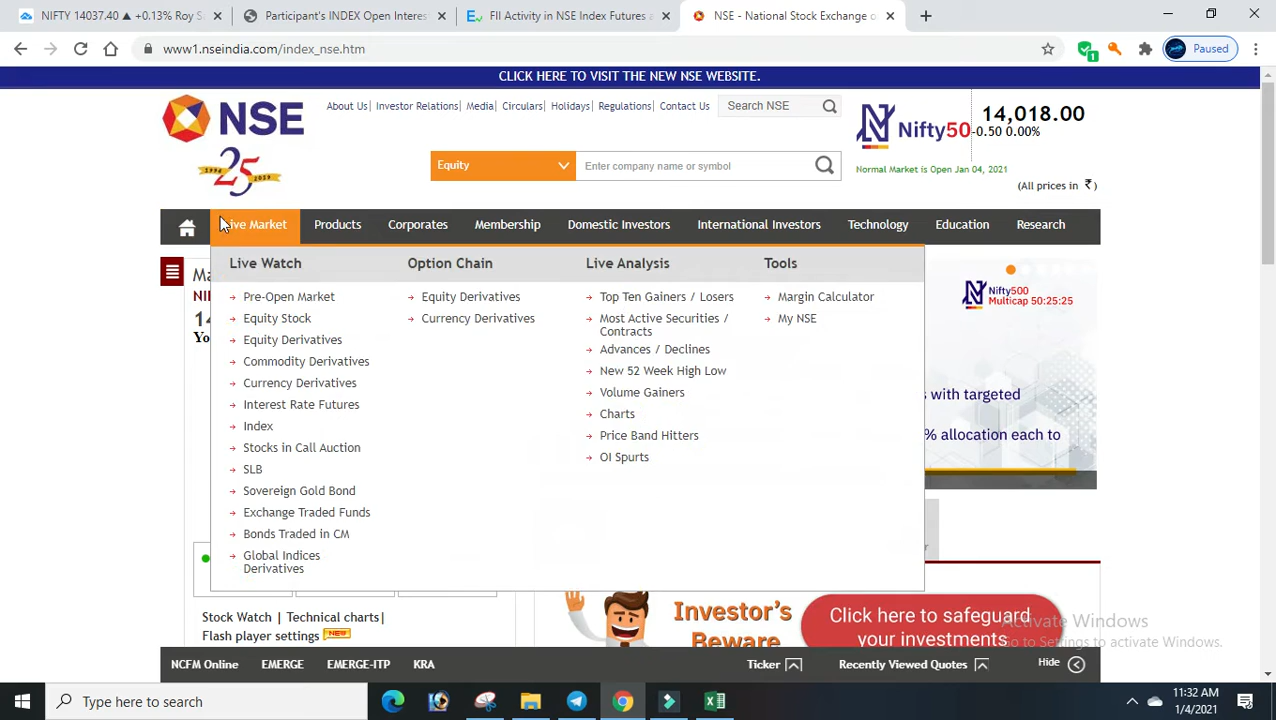 NIFTY 14037.40 ▲ +0.13% Roy S
Participant's INDEX Open Interes
FII Activity in NSE Index Futures a
NSE - National Stock Exchange o
www1.nseindia.com/index_nse.htm
Paused
CLICK HERE TO VISIT THE NEW NSE WEBSITE.
NSE
1994 25 2019
About Us| Investor Relations| Media| Circulars| Holidays| Regulations| Contact Us
Search NSE
Nifty50
14,018.00
-0.50 0.00%
Normal Market is Open Jan 04, 2021
(All prices in ₹)
Equity
Enter company name or symbol
Live Market Products Corporates Membership Domestic Investors International Investors Technology Education Research
Live Watch
Pre-Open Market
Equity Stock
Equity Derivatives
Commodity Derivatives
Currency Derivatives
Interest Rate Futures
Index
Stocks in Call Auction
SLB
Sovereign Gold Bond
Exchange Traded Funds
Bonds Traded in CM
Global Indices
Derivatives
Option Chain
Equity Derivatives
Currency Derivatives
Live Analysis
Top Ten Gainers / Losers
Most Active Securities /
Contracts
Advances / Declines
New 52 Week High Low
Volume Gainers
Charts
Price Band Hitters
OI Spurts
Tools
Margin Calculator
My NSE
Ma
NI
14
Yo
Nifty500
Multicap 50:25:25
s with targeted
% allocation each to
Stock Watch | Technical charts|
Flash player settings NEW
Investor's
Beware
Click here to safeguard
your investments
Activate Windows
Go to Settings to activate Windows.
NCFM Online EMERGE EMERGE-ITP KRA
Ticker
Recently Viewed Quotes
Hide
Type here to search
11:32 AM
1/4/2021